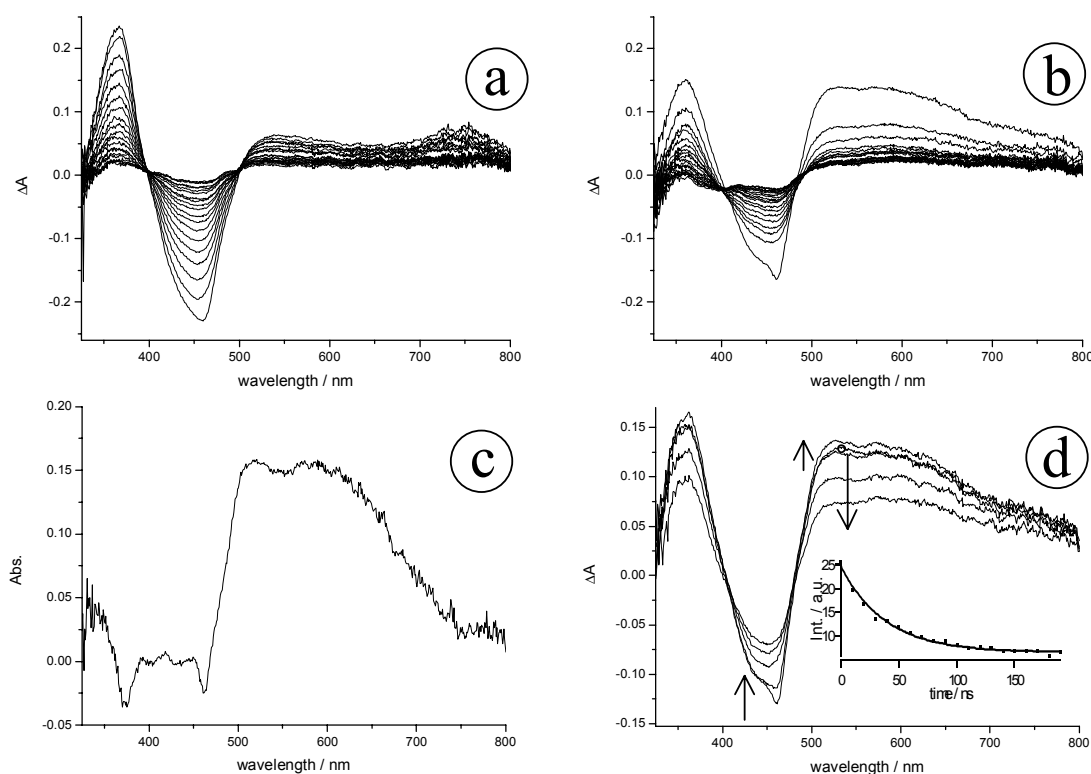 a
0.2
0.1
0.0
-0.1
-0.2
ΔA
400 500 600 700 800
wavelength / nm
b
0.2
0.1
0.0
-0.1
-0.2
ΔA
400 500 600 700 800
wavelength / nm
c
0.20
0.15
0.10
0.05
0.00
-0.05
Abs.
400 500 600 700 800
wavelength / nm
d
0.15
0.10
0.05
0.00
-0.05
-0.10
-0.15
ΔA
400 500 600 700 800
wavelength / nm
25
20
15
10
Int. / a.u.
0 50 100 150
time/ ns